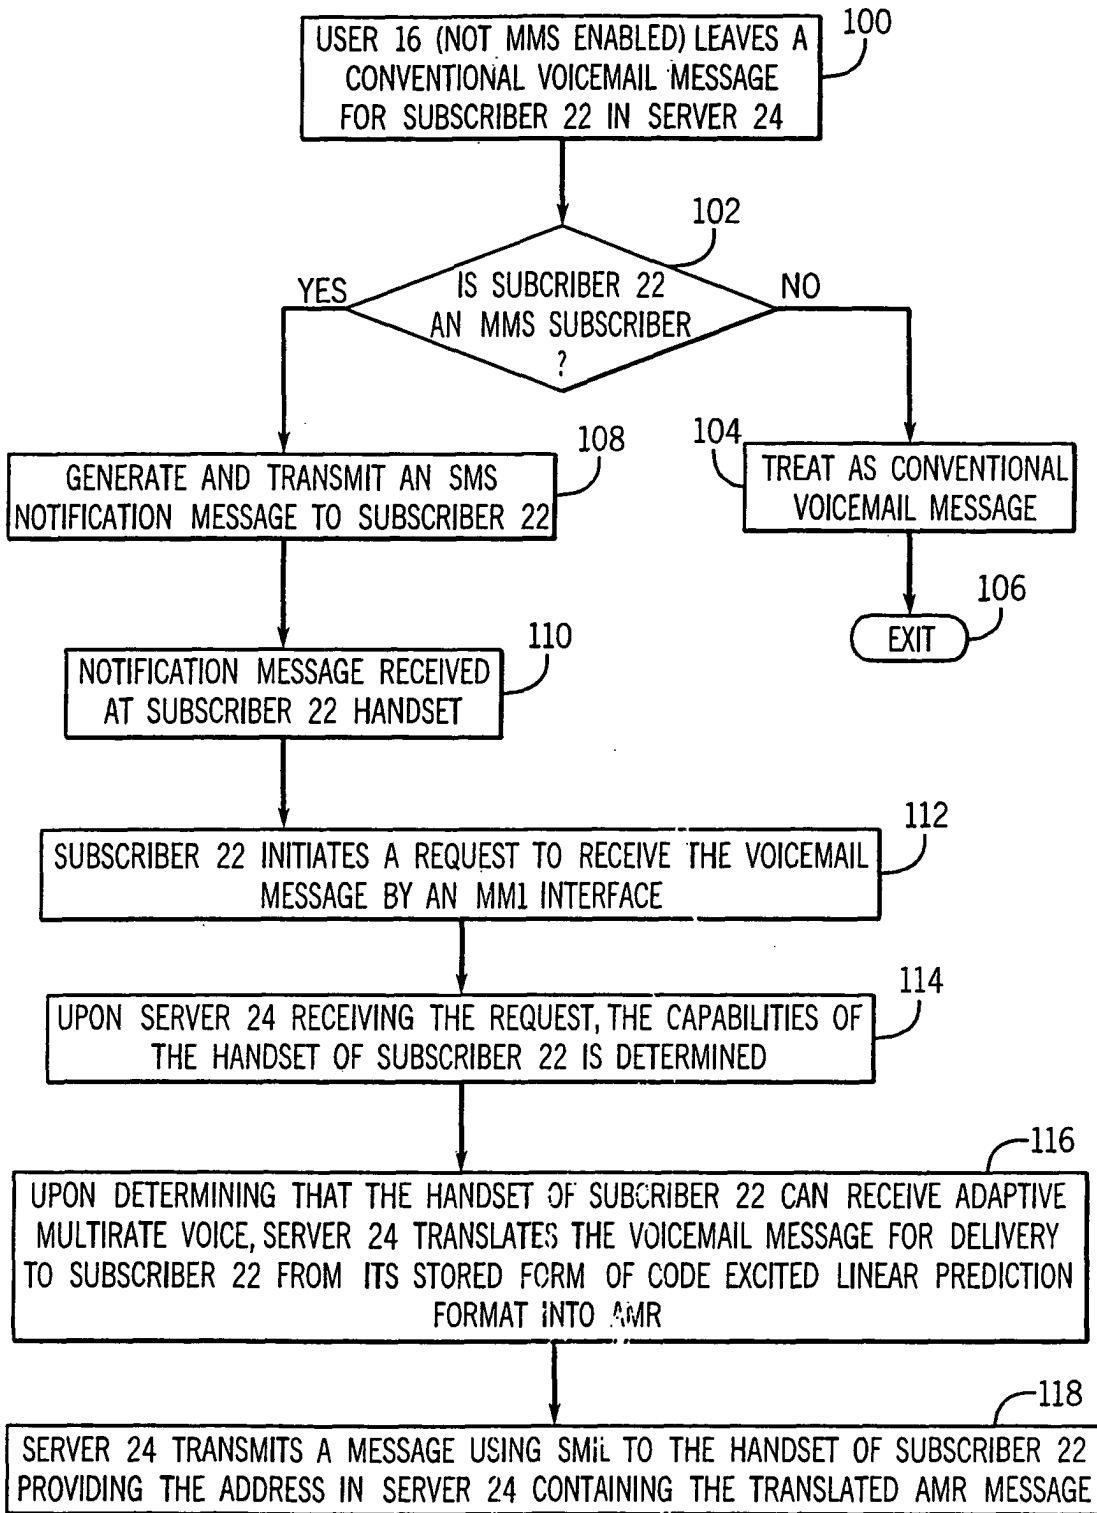 USER 16 (NOT MMS ENABLED) LEAVES A
CONVENTIONAL VOICEMAIL MESSAGE
FOR SUBSCRIBER 22 IN SERVER 24
100
102
IS SUBCRIBER 22
AN MMS SUBSCRIBER
?
YES
NO
108
GENERATE AND TRANSMIT AN SMS
NOTIFICATION MESSAGE TO SUBSCRIBER 22
104
TREAT AS CONVENTIONAL
VOICEMAIL MESSAGE
106
EXIT
110
NOTIFICATION MESSAGE RECEIVED
AT SUBSCRIBER 22 HANDSET
112
SUBSCRIBER 22 INITIATES A REQUEST TO RECEIVE THE VOICEMAIL
MESSAGE BY AN MM1 INTERFACE
114
UPON SERVER 24 RECEIVING THE REQUEST, THE CAPABILITIES OF
THE HANDSET OF SUBSCRIBER 22 IS DETERMINED
116
UPON DETERMINING THAT THE HANDSET OF SUBCRIBER 22 CAN RECEIVE ADAPTIVE
MULTIRATE VOICE, SERVER 24 TRANSLATES THE VOICEMAIL MESSAGE FOR DELIVERY
TO SUBSCRIBER 22 FROM ITS STORED FORM OF CODE EXCITED LINEAR PREDICTION
FORMAT INTO AMR
118
SERVER 24 TRANSMITS A MESSAGE USING SMIL TO THE HANDSET OF SUBSCRIBER 22
PROVIDING THE ADDRESS IN SERVER 24 CONTAINING THE TRANSLATED AMR MESSAGE